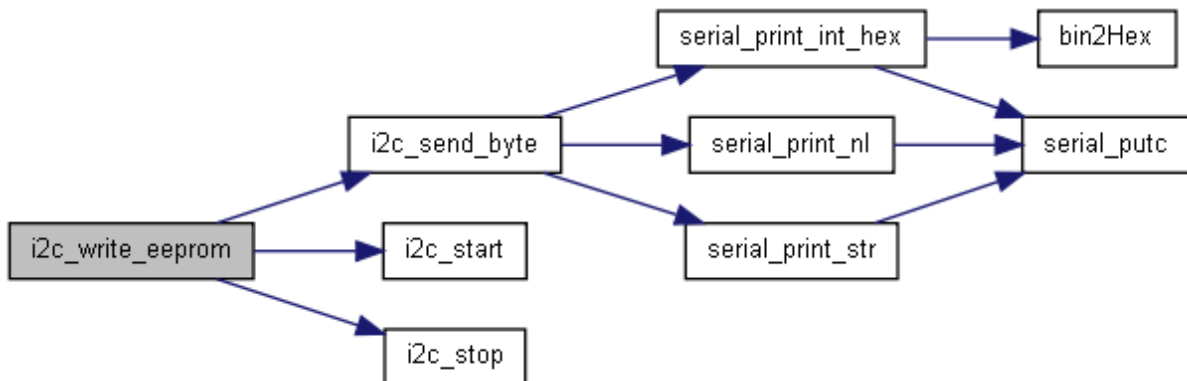 serial_print_int_hex
bin2Hex
i2c_send_byte
serial_print_nl
serial_putc
i2c_write_eeprom
i2c_start
serial_print_str
i2c_stop